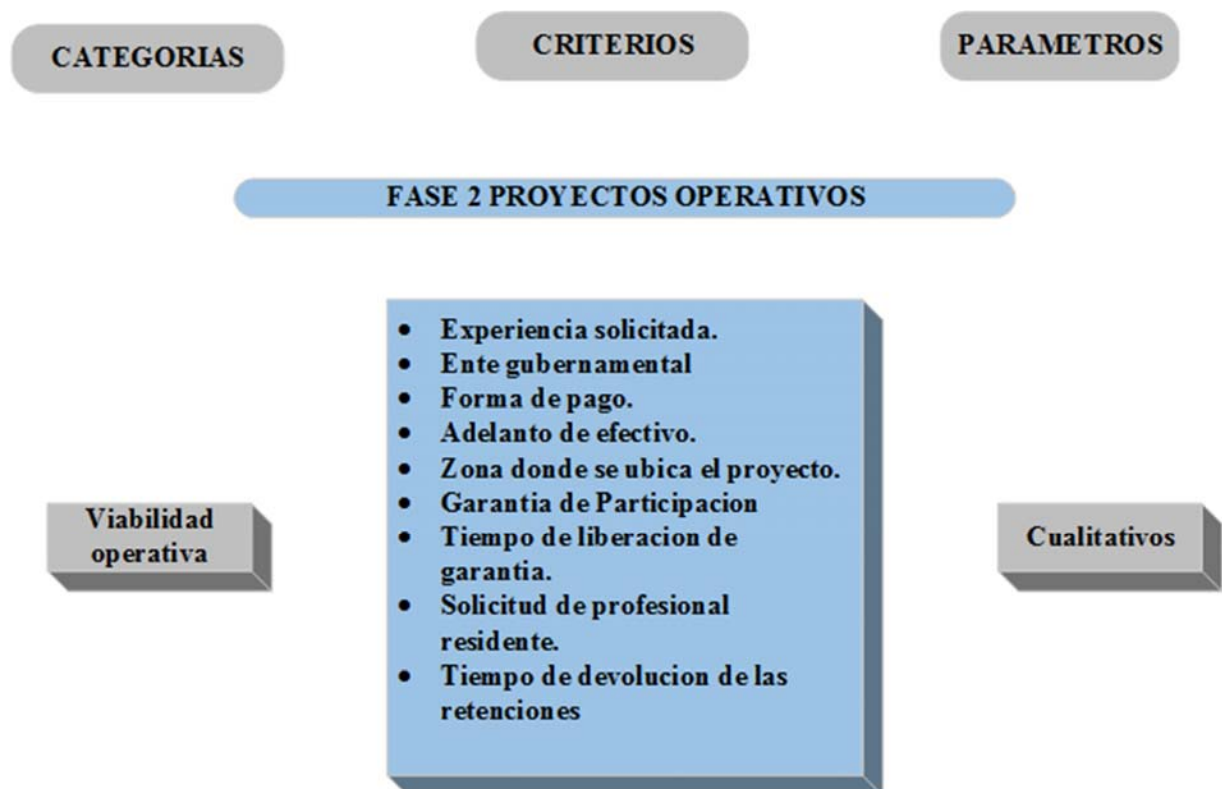 CATEGORIAS
CRITERIOS
PARAMETROS
FASE 2 PROYECTOS OPERATIVOS
Viabilidad
operativa
• Experiencia solicitada.
• Ente gubernamental
• Forma de pago.
• Adelanto de efectivo.
• Zona donde se ubica el proyecto.
• Garantia de Participacion
• Tiempo de liberacion de
garantia.
• Solicitud de profesional
residente.
• Tiempo de devolucion de las
retenciones
Cualitativos